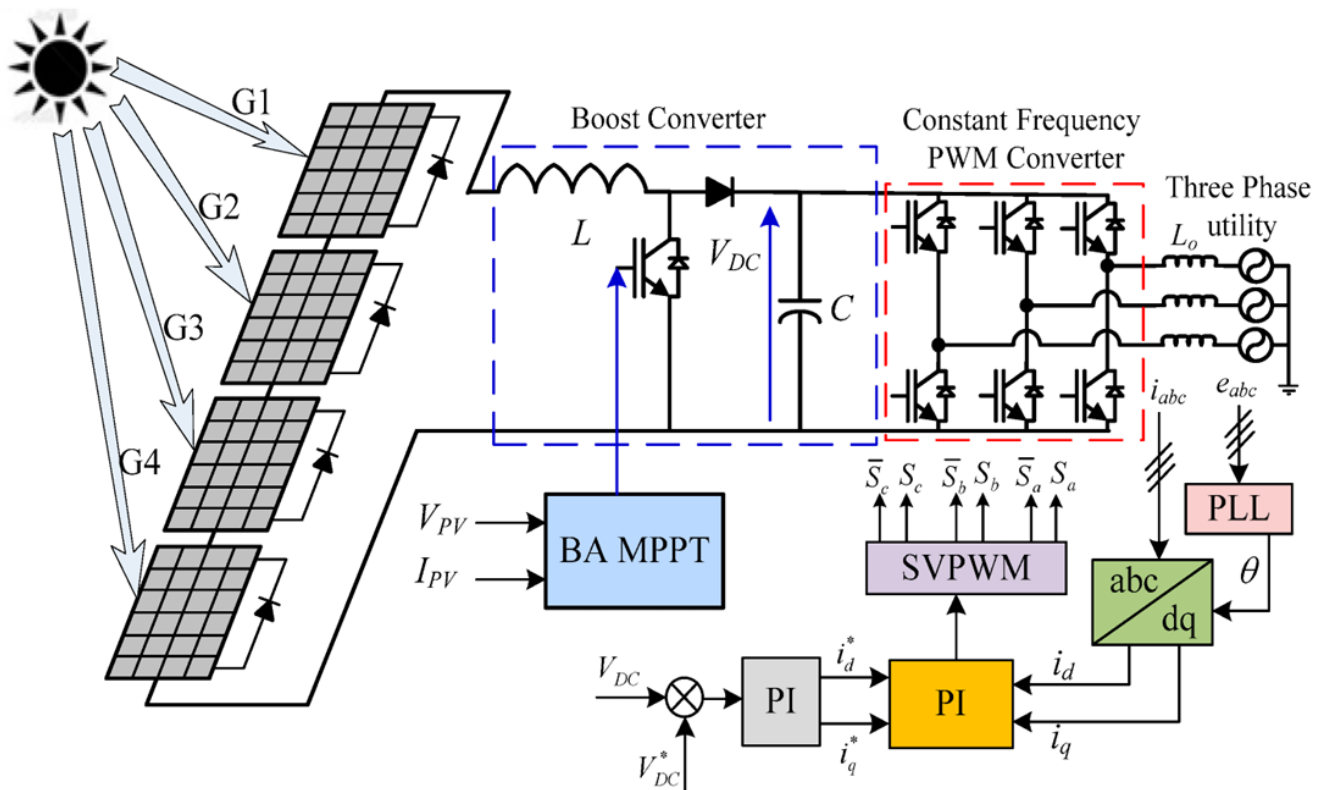 G1
G2
G3
G4
Boost Converter
Constant Frequency
PWM Converter
Three Phase
utility
L
V_DC
C
L_o
i_abc
e_abc
V_PV
I_PV
BA MPPT
S̅_c S_c S̅_b S_b S̅_a S_a
SVPWM
PLL
θ
abc
dq
V_DC
V*_DC
PI
i*_d
i*_q
PI
i_d
i_q